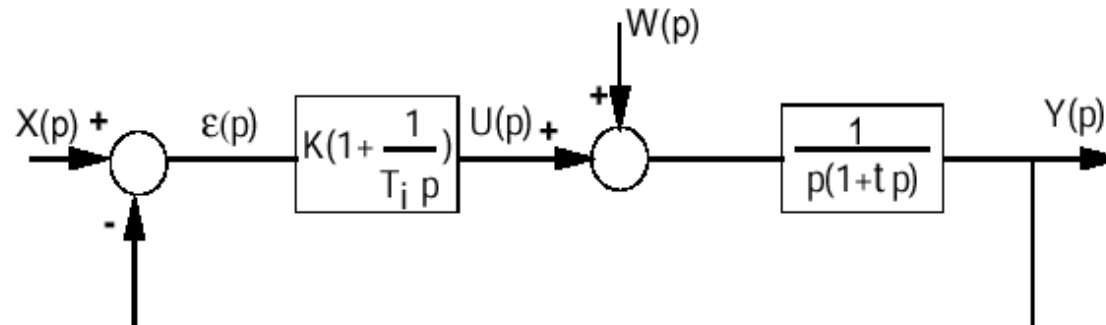 W(p)
+
X(p) +
ε(p)
K(1+ 1/(T_i p))
U(p) +
1/(p(1+t p))
Y(p)
-